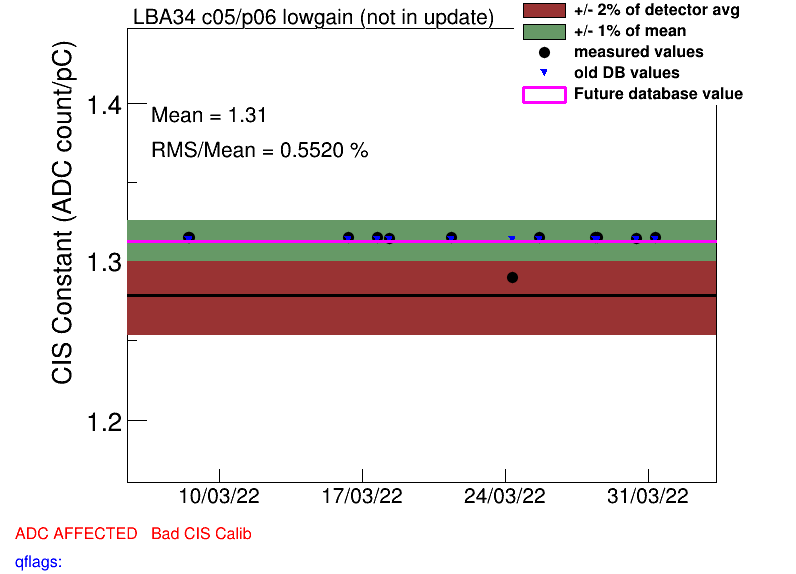 LBA34 c05/p06 lowgain (not in update)
+/- 2% of detector avg
+/- 1% of mean
measured values
old DB values
Future database value
CIS Constant (ADC count/pC)
1.4
1.3
1.2
Mean = 1.31
RMS/Mean = 0.5520 %
10/03/22 17/03/22 24/03/22 31/03/22
ADC AFFECTED Bad CIS Calib
qflags: